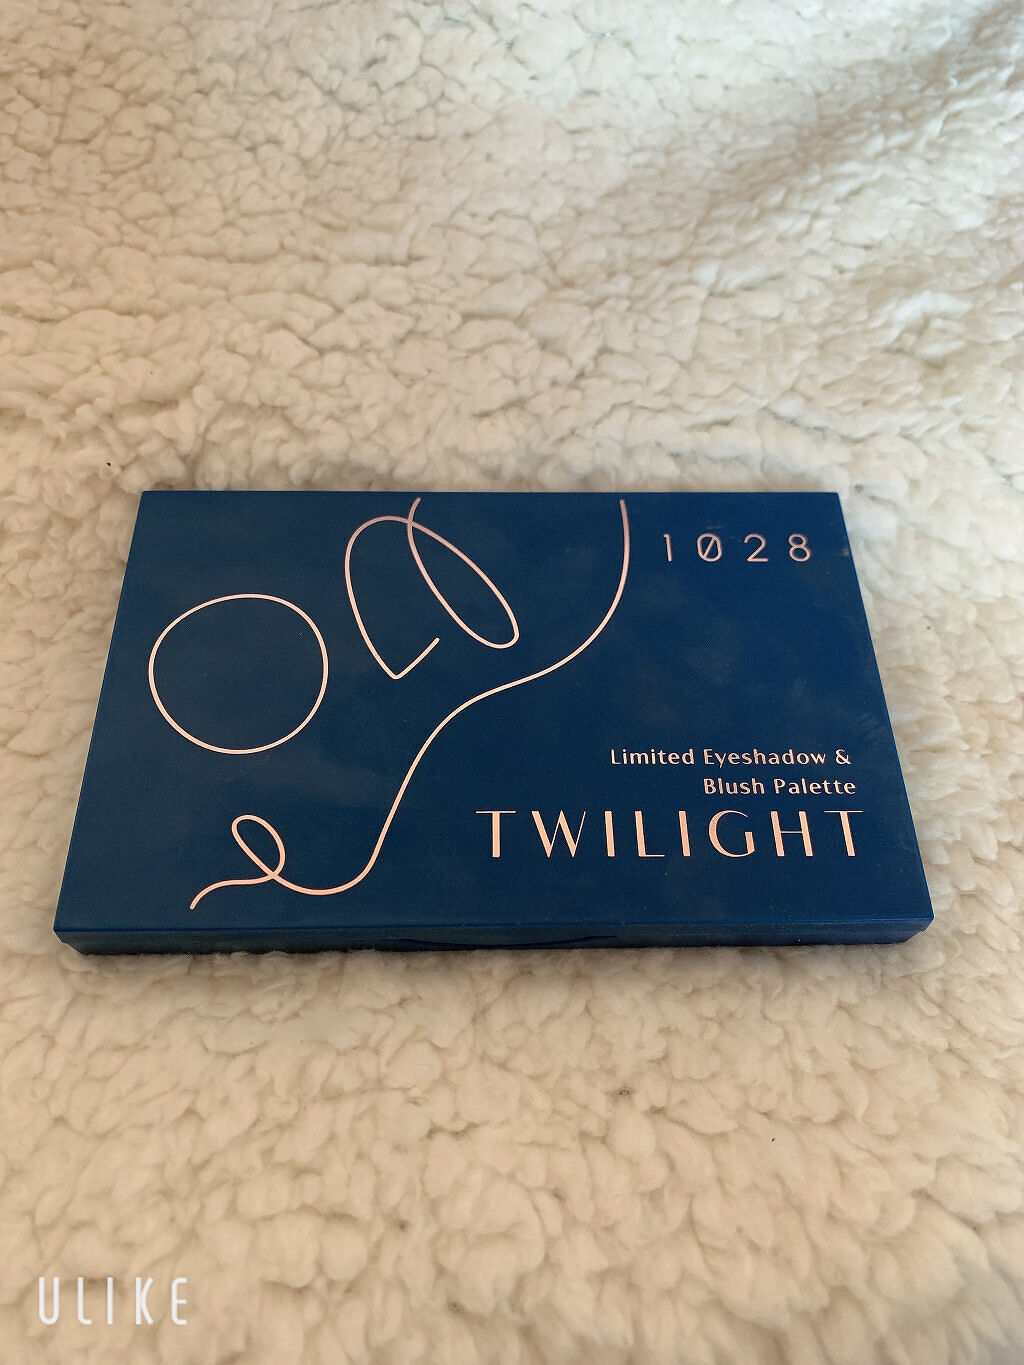 1028
Limited Eyeshadow &
Blush Palette
TWILIGHT
ULIKE